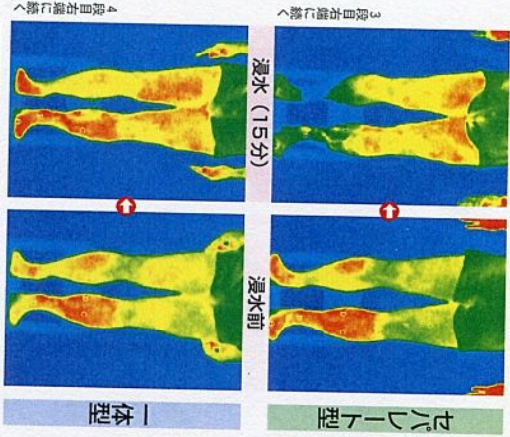 セパレート型
一体型
浸水前
浸水（15分）
3段目右端に続く
4段目右端に続く